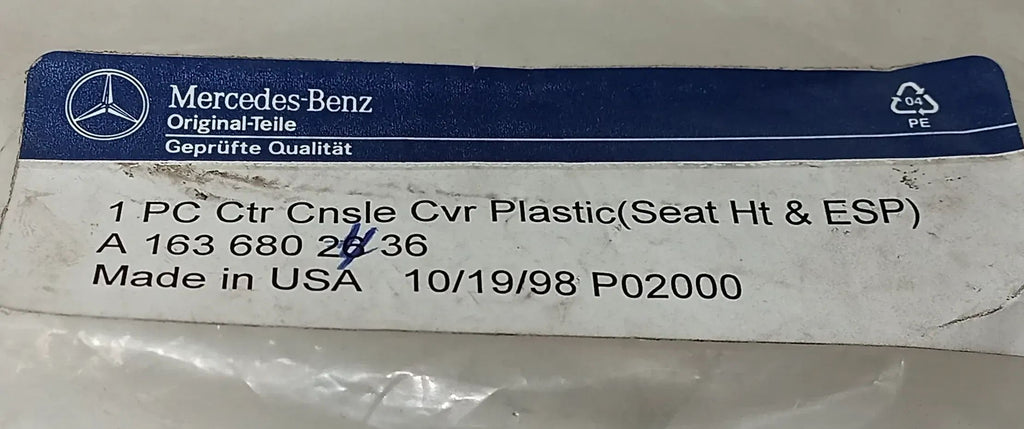 Mercedes-Benz
Original-Teile
Geprüfte Qualität
04
PE
1 PC Ctr Cnsle Cvr Plastic(Seat Ht & ESP)
A 163 680 26 36
Made in USA 10/19/98 P02000